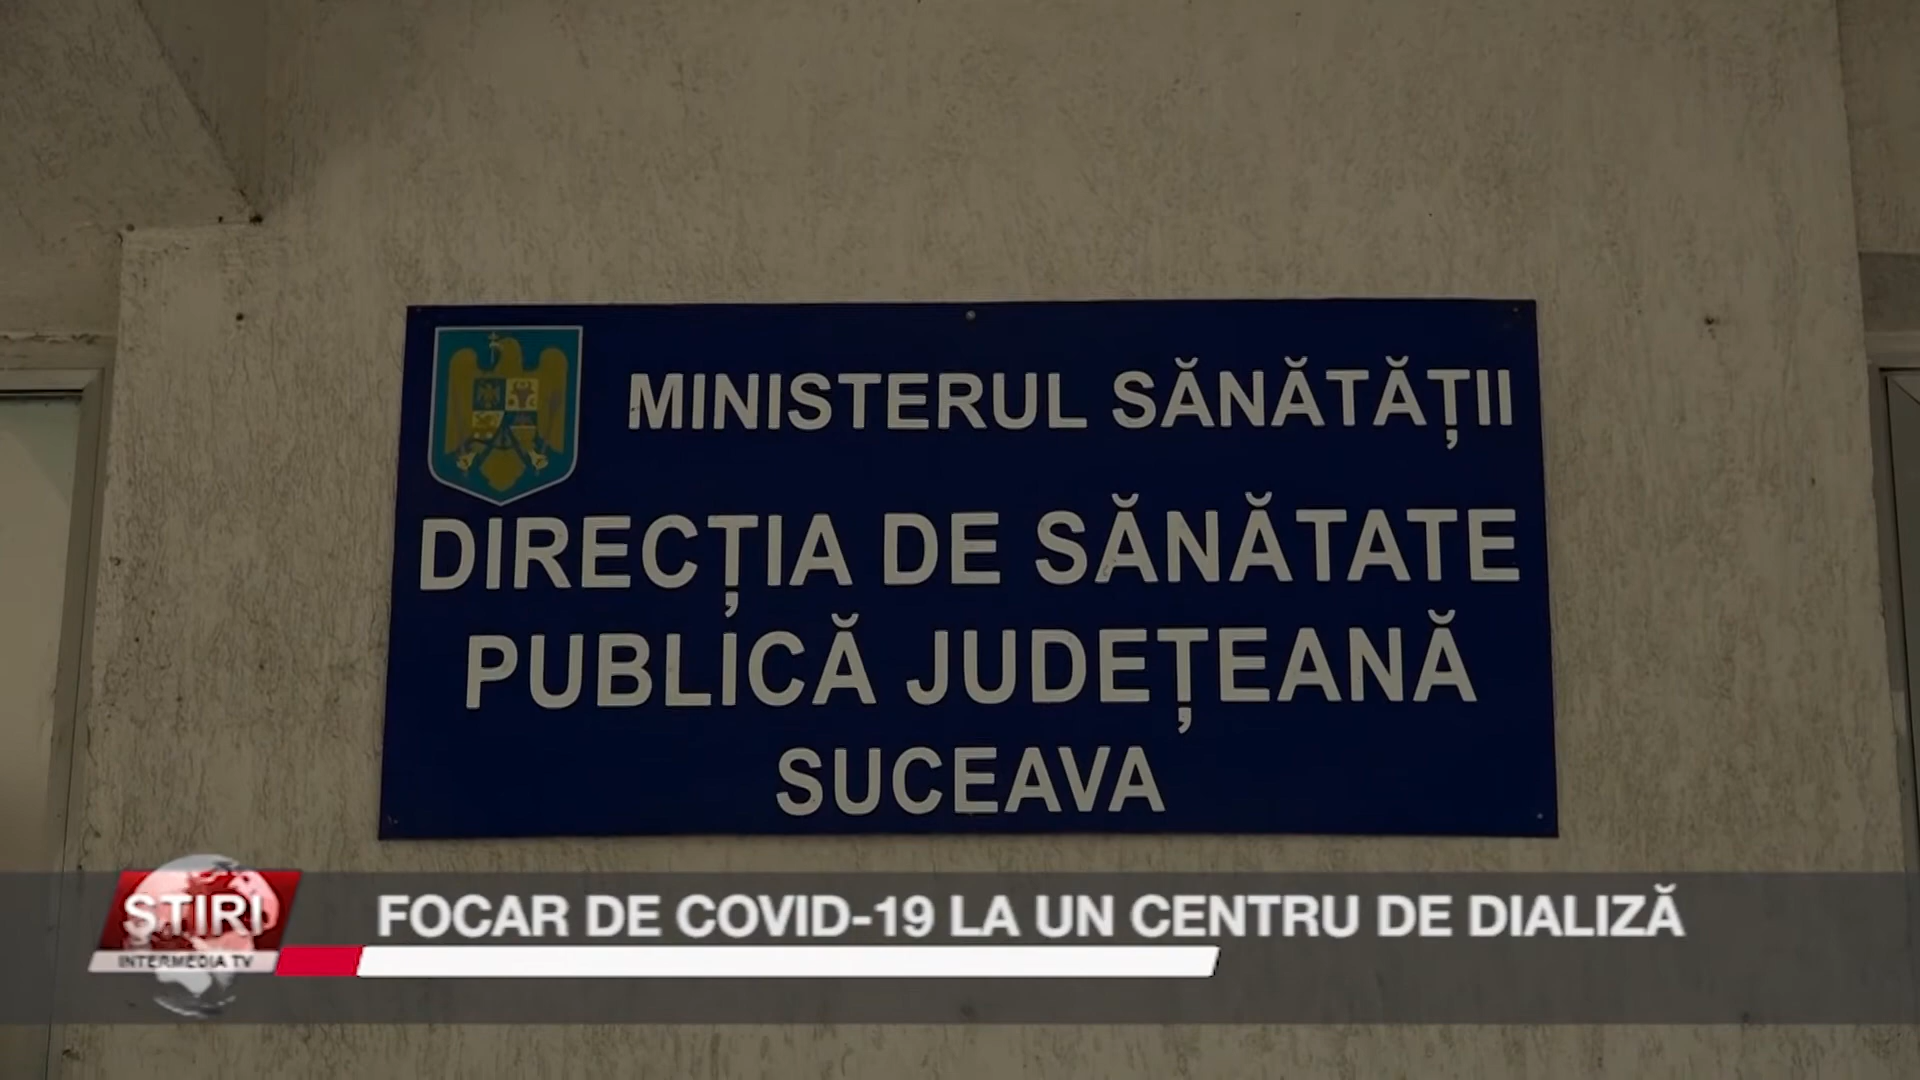 MINISTERUL SĂNĂTĂȚII
DIRECȚIA DE SĂNĂTATE
PUBLICĂ JUDEȚEANĂ
SUCEAVA
ȘTIRI
INTERMEDIA TV
FOCAR DE COVID-19 LA UN CENTRU DE DIALIZĂ